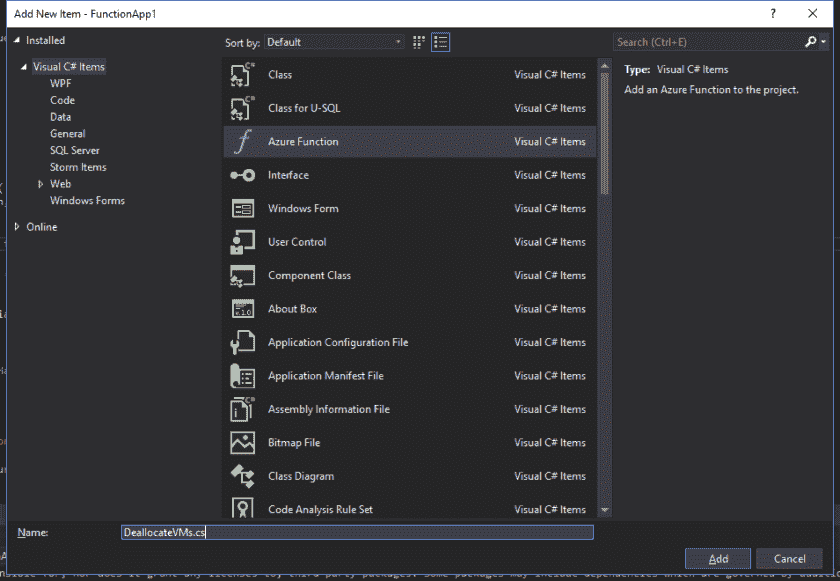 Add New Item - FunctionApp1
?
Installed
Sort by: Default
Search (Ctrl+E)
Visual C# Items
WPF
Code
Data
General
SQL Server
Storm Items
Web
Windows Forms
Online
Class Visual C# Items
Class for U-SQL Visual C# Items
Azure Function Visual C# Items
Interface Visual C# Items
Windows Form Visual C# Items
User Control Visual C# Items
Component Class Visual C# Items
About Box Visual C# Items
Application Configuration File Visual C# Items
Application Manifest File Visual C# Items
Assembly Information File Visual C# Items
Bitmap File Visual C# Items
Class Diagram Visual C# Items
Code Analysis Rule Set Visual C# Items
Type: Visual C# Items
Add an Azure Function to the project.
Name: DeallocateVMs.cs
Add Cancel